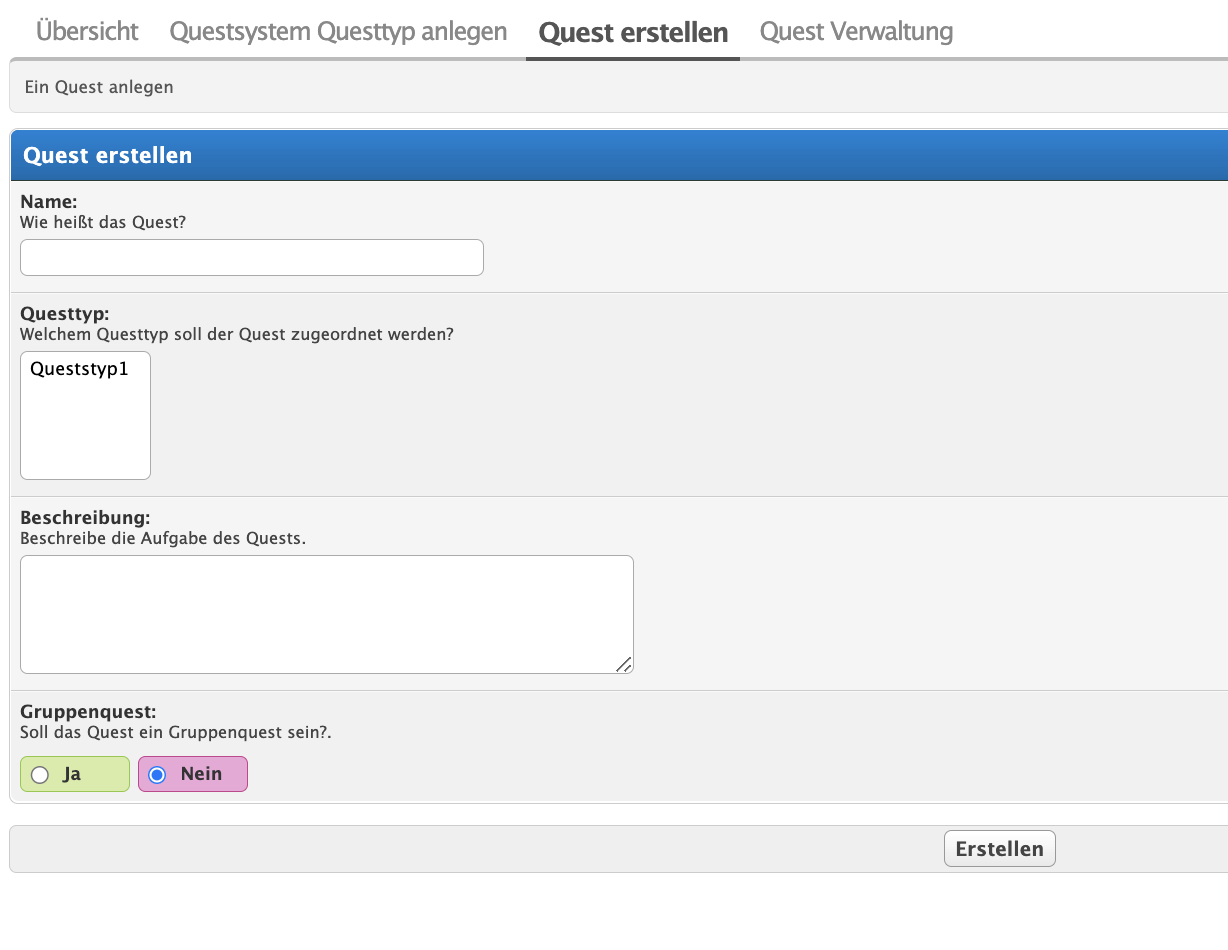 Übersicht Questsystem Questtyp anlegen Quest erstellen Quest Verwaltung
Ein Quest anlegen
Quest erstellen
Name:
Wie heißt das Quest?
Questtyp:
Welchem Questtyp soll der Quest zugeordnet werden?
Queststyp1
Beschreibung:
Beschreibe die Aufgabe des Quests.
Gruppenquest:
Soll das Quest ein Gruppenquest sein?.
Ja Nein
Erstellen